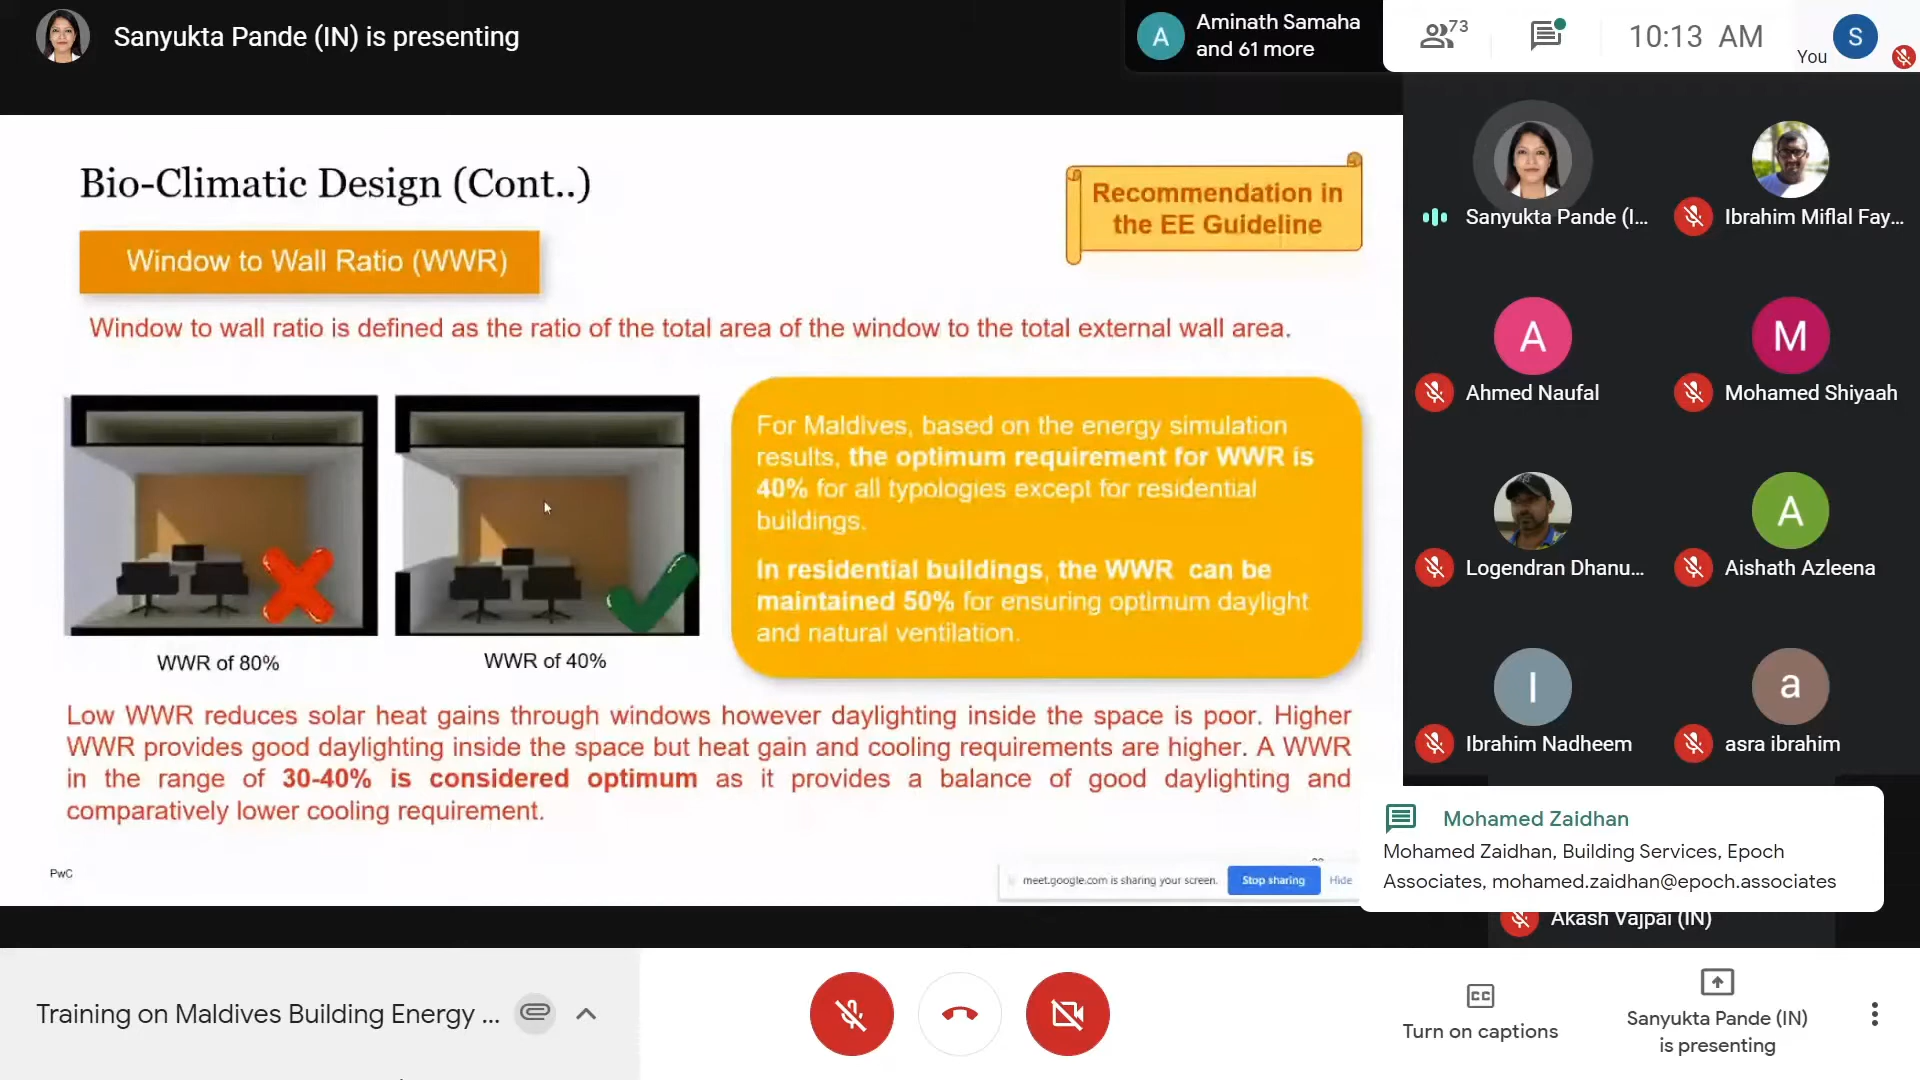 Sanyukta Pande (IN) is presenting
A
Aminath Samaha
and 61 more
73
10:13 AM
You
S
Bio-Climatic Design (Cont..)
Recommendation in
the EE Guideline
Window to Wall Ratio (WWR)
Window to wall ratio is defined as the ratio of the total area of the window to the total external wall area.
For Maldives, based on the energy simulation
results, the optimum requirement for WWR is
40% for all typologies except for residential
buildings.
In residential buildings, the WWR can be
maintained 50% for ensuring optimum daylight
and natural ventilation.
WWR of 80%
WWR of 40%
Low WWR reduces solar heat gains through windows however daylighting inside the space is poor. Higher
WWR provides good daylighting inside the space but heat gain and cooling requirements are higher. A WWR
in the range of 30-40% is considered optimum as it provides a balance of good daylighting and
comparatively lower cooling requirement.
PwC
meet.google.com is sharing your screen.
Stop sharing
Hide
Sanyukta Pande (I...
Ibrahim Miflal Fay...
A
M
Ahmed Naufal
Mohamed Shiyaah
A
Logendran Dhanu...
Aishath Azleena
I
a
Ibrahim Nadheem
asra ibrahim
Mohamed Zaidhan
Mohamed Zaidhan, Building Services, Epoch
Associates, mohamed.zaidhan@epoch.associates
Akash Vajpai (IN)
Training on Maldives Building Energy ...
CC
Turn on captions
Sanyukta Pande (IN)
is presenting